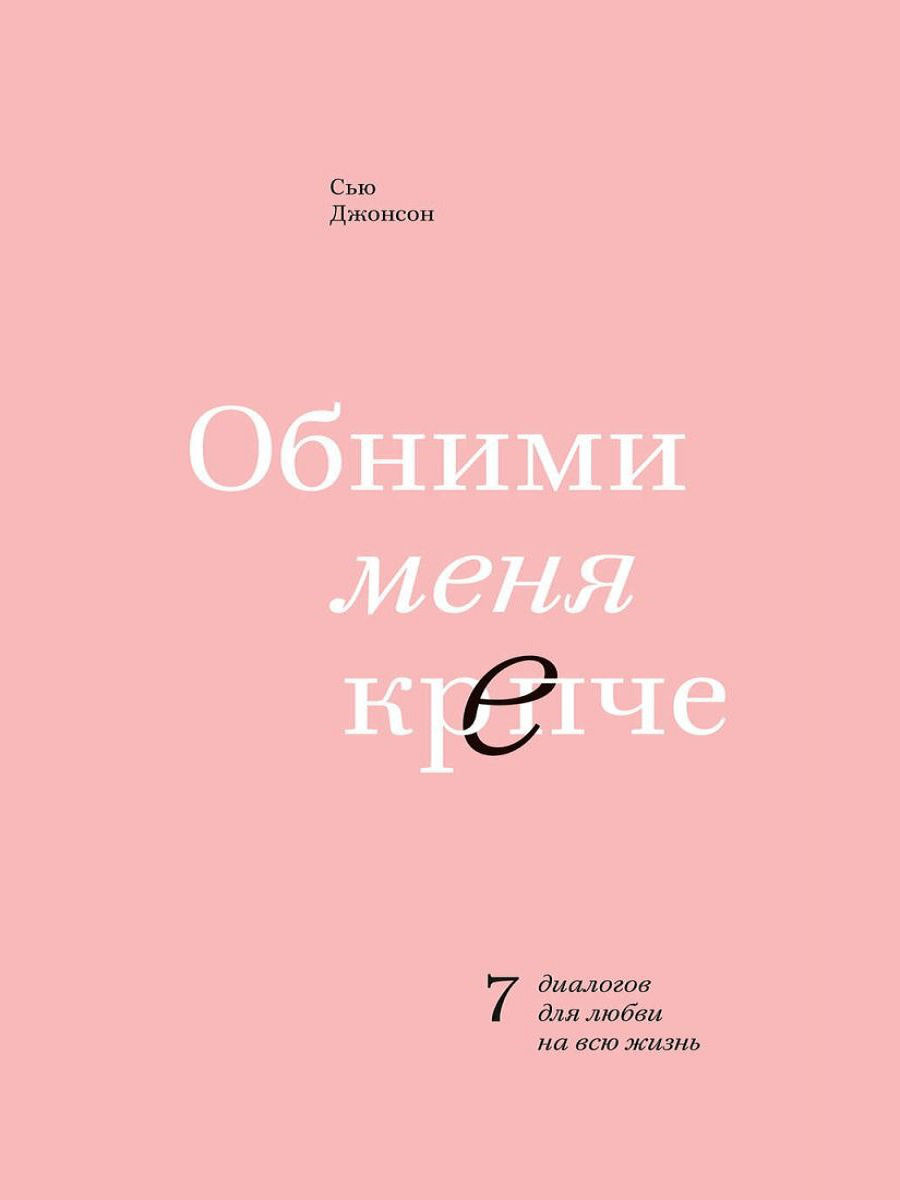 Сью
Джонсон
Обними
меня
крепче
7 диалогов
для любви
на всю жизнь